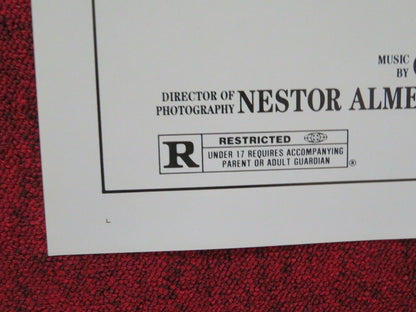 MUSIC
BY
DIRECTOR OF
PHOTOGRAPHY NESTOR ALME
R RESTRICTED
UNDER 17 REQUIRES ACCOMPANYING
PARENT OR ADULT GUARDIAN ®
L